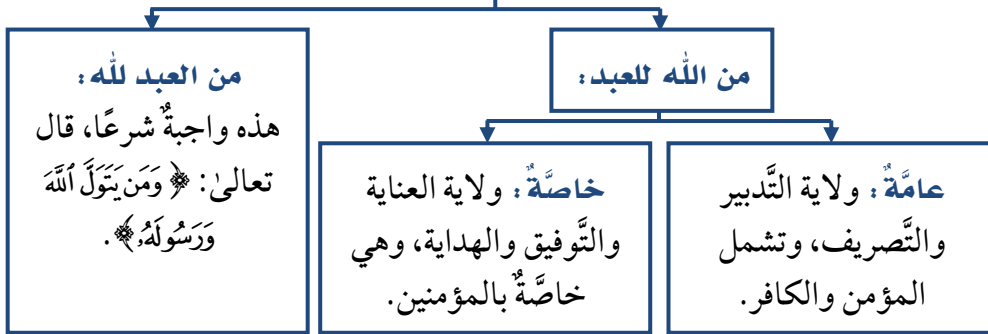 من الله للعبد:
عامَّةٌ: ولاية التَّدبير
والتَّصريف، وتشمل
المؤمن والكافر.
خاصَّةٌ: ولاية العناية
والتَّوفيق والهداية، وهي
خاصَّةٌ بالمؤمنين.
من العبد لله:
هذه واجبةٌ شرعًا، قال
تعالىٰ: ﴿وَمَن يَتَوَلَّ ٱللَّهَ
وَرَسُولَهُۥ﴾.